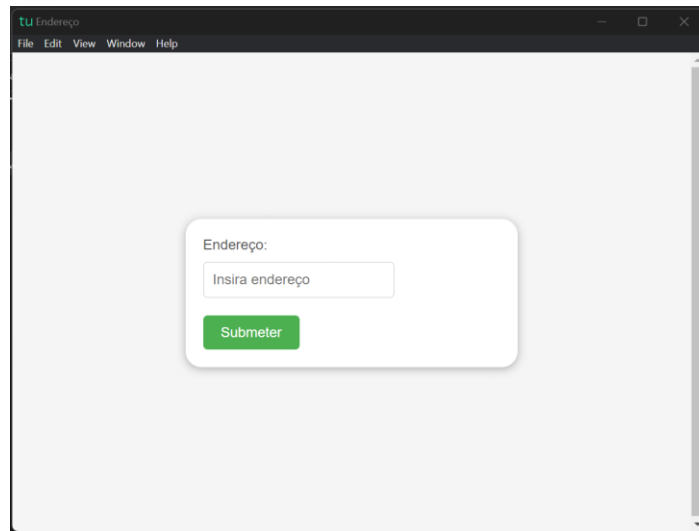 tu Endereço
File Edit View Window Help
Endereço:
Insira endereço
Submeter